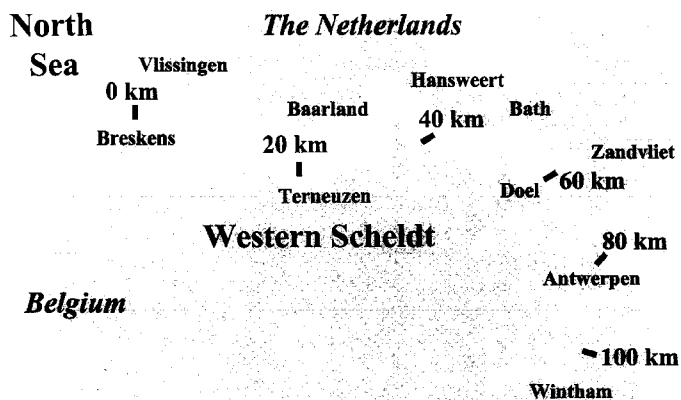 North
Sea
The Netherlands
Vlissingen
0 km
Breskens
Baarland
20 km
Terneuzen
Hansweert
40 km
Bath
Zandvliet
Doel
60 km
Western Scheldt
80 km
Antwerpen
Belgium
100 km
Wintham